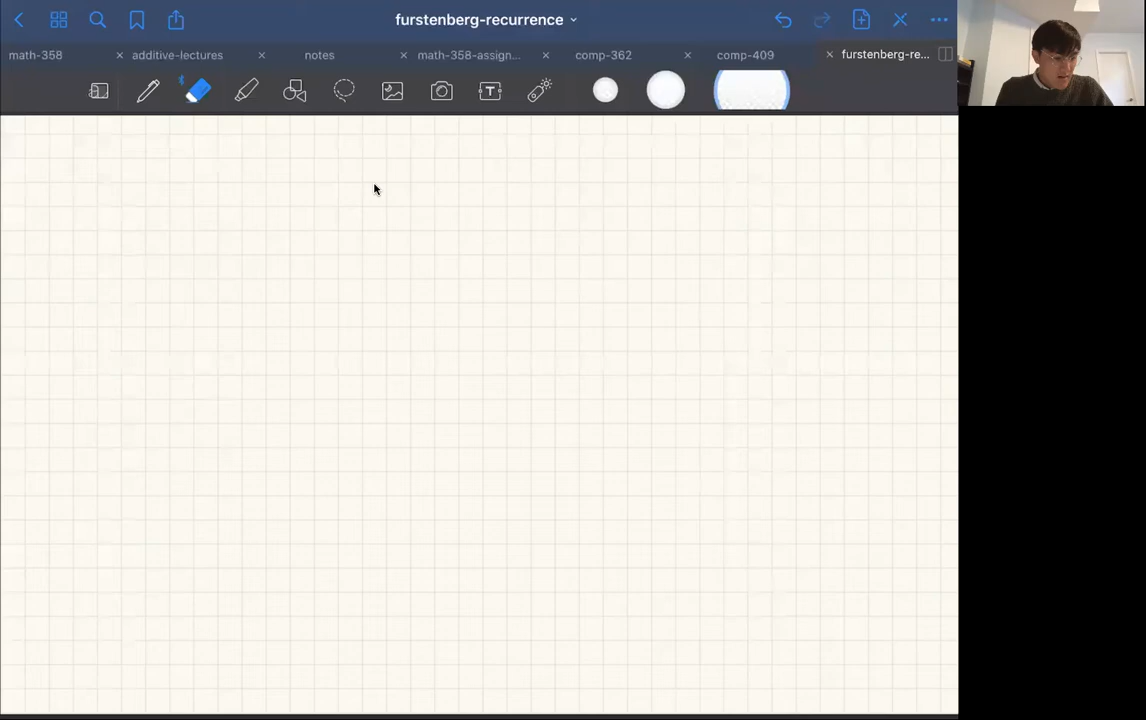 furstenberg-recurrence
math-358
additive-lectures
notes
math-358-assign...
comp-362
comp-409
furstenberg-re...
T